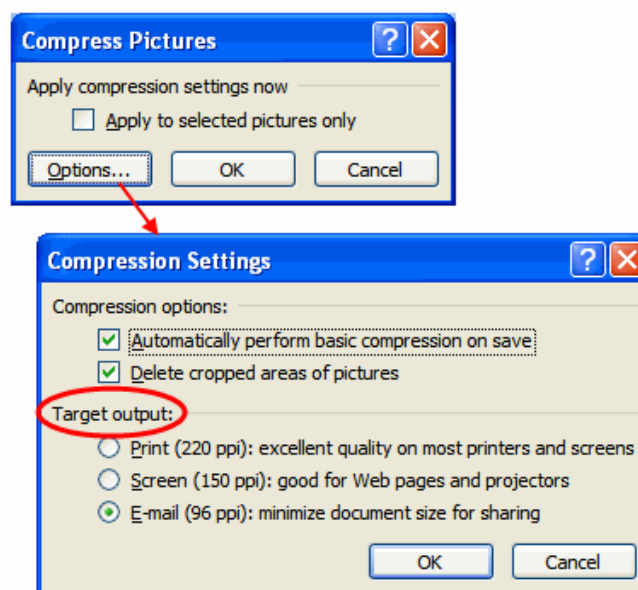 Compress Pictures
Apply compression settings now
Apply to selected pictures only
Options... OK Cancel
Compression Settings
Compression options:
Automatically perform basic compression on save
Delete cropped areas of pictures
Target output:
Print (220 ppi): excellent quality on most printers and screens
Screen (150 ppi): good for Web pages and projectors
E-mail (96 ppi): minimize document size for sharing
OK Cancel